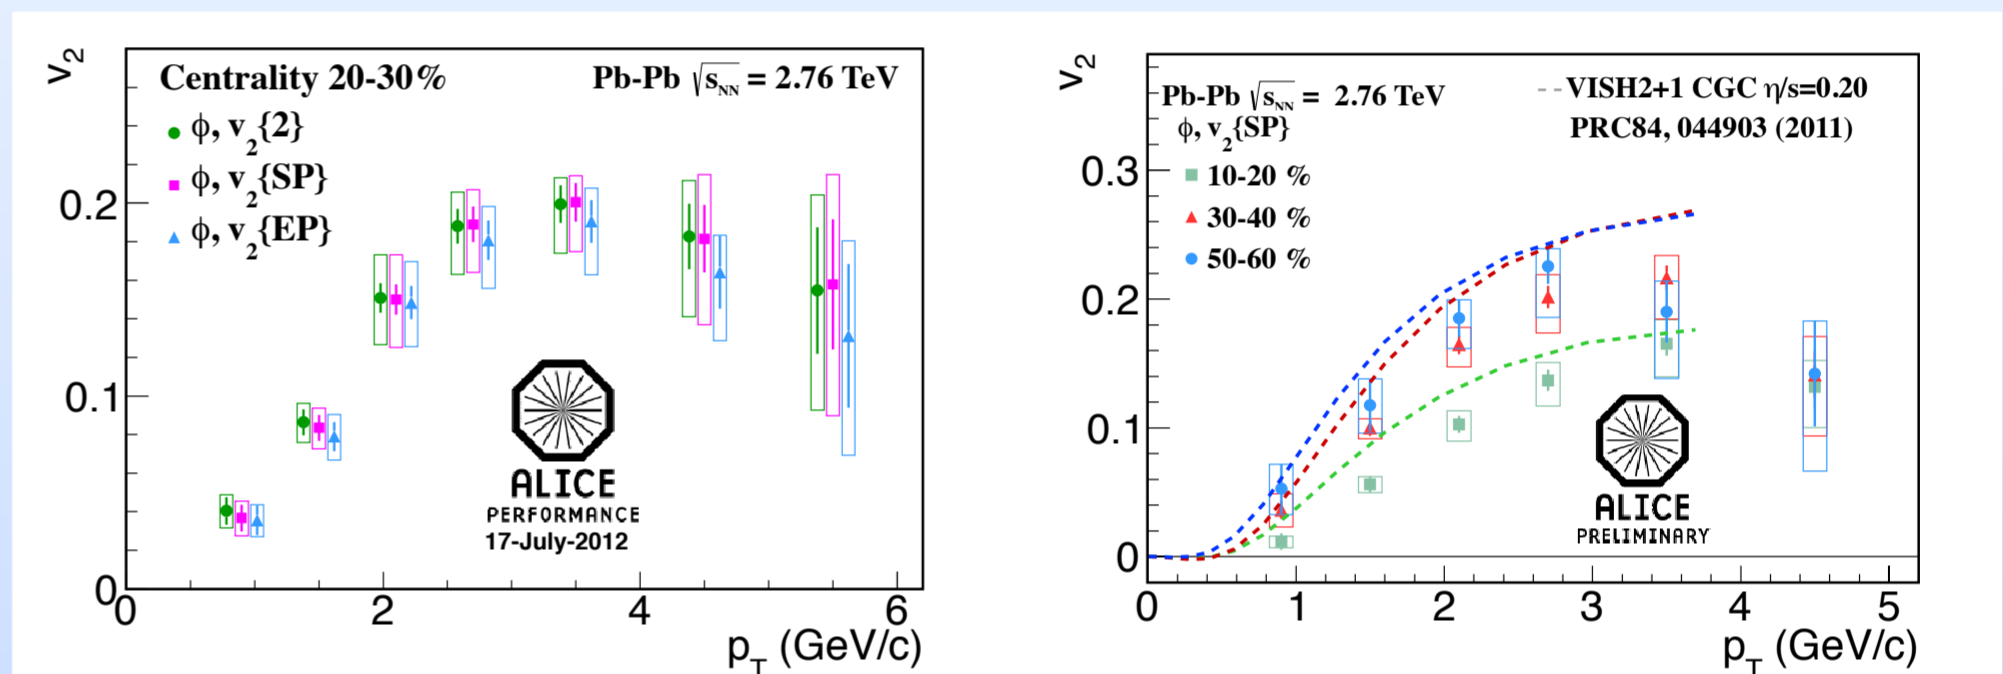 v2
Centrality 20-30%
Pb-Pb √sNN = 2.76 TeV
ϕ, v2{2}
ϕ, v2{SP}
ϕ, v2{EP}
0.2
0.1
0
ALICE
PERFORMANCE
17-July-2012
0 2 4 6
pT (GeV/c)
v2
Pb-Pb √sNN = 2.76 TeV
ϕ, v2{SP}
10-20 %
30-40 %
50-60 %
VISH2+1 CGC η/s=0.20
PRC84, 044903 (2011)
0.3
0.2
0.1
0
ALICE
PRELIMINARY
0 1 2 3 4 5
pT (GeV/c)